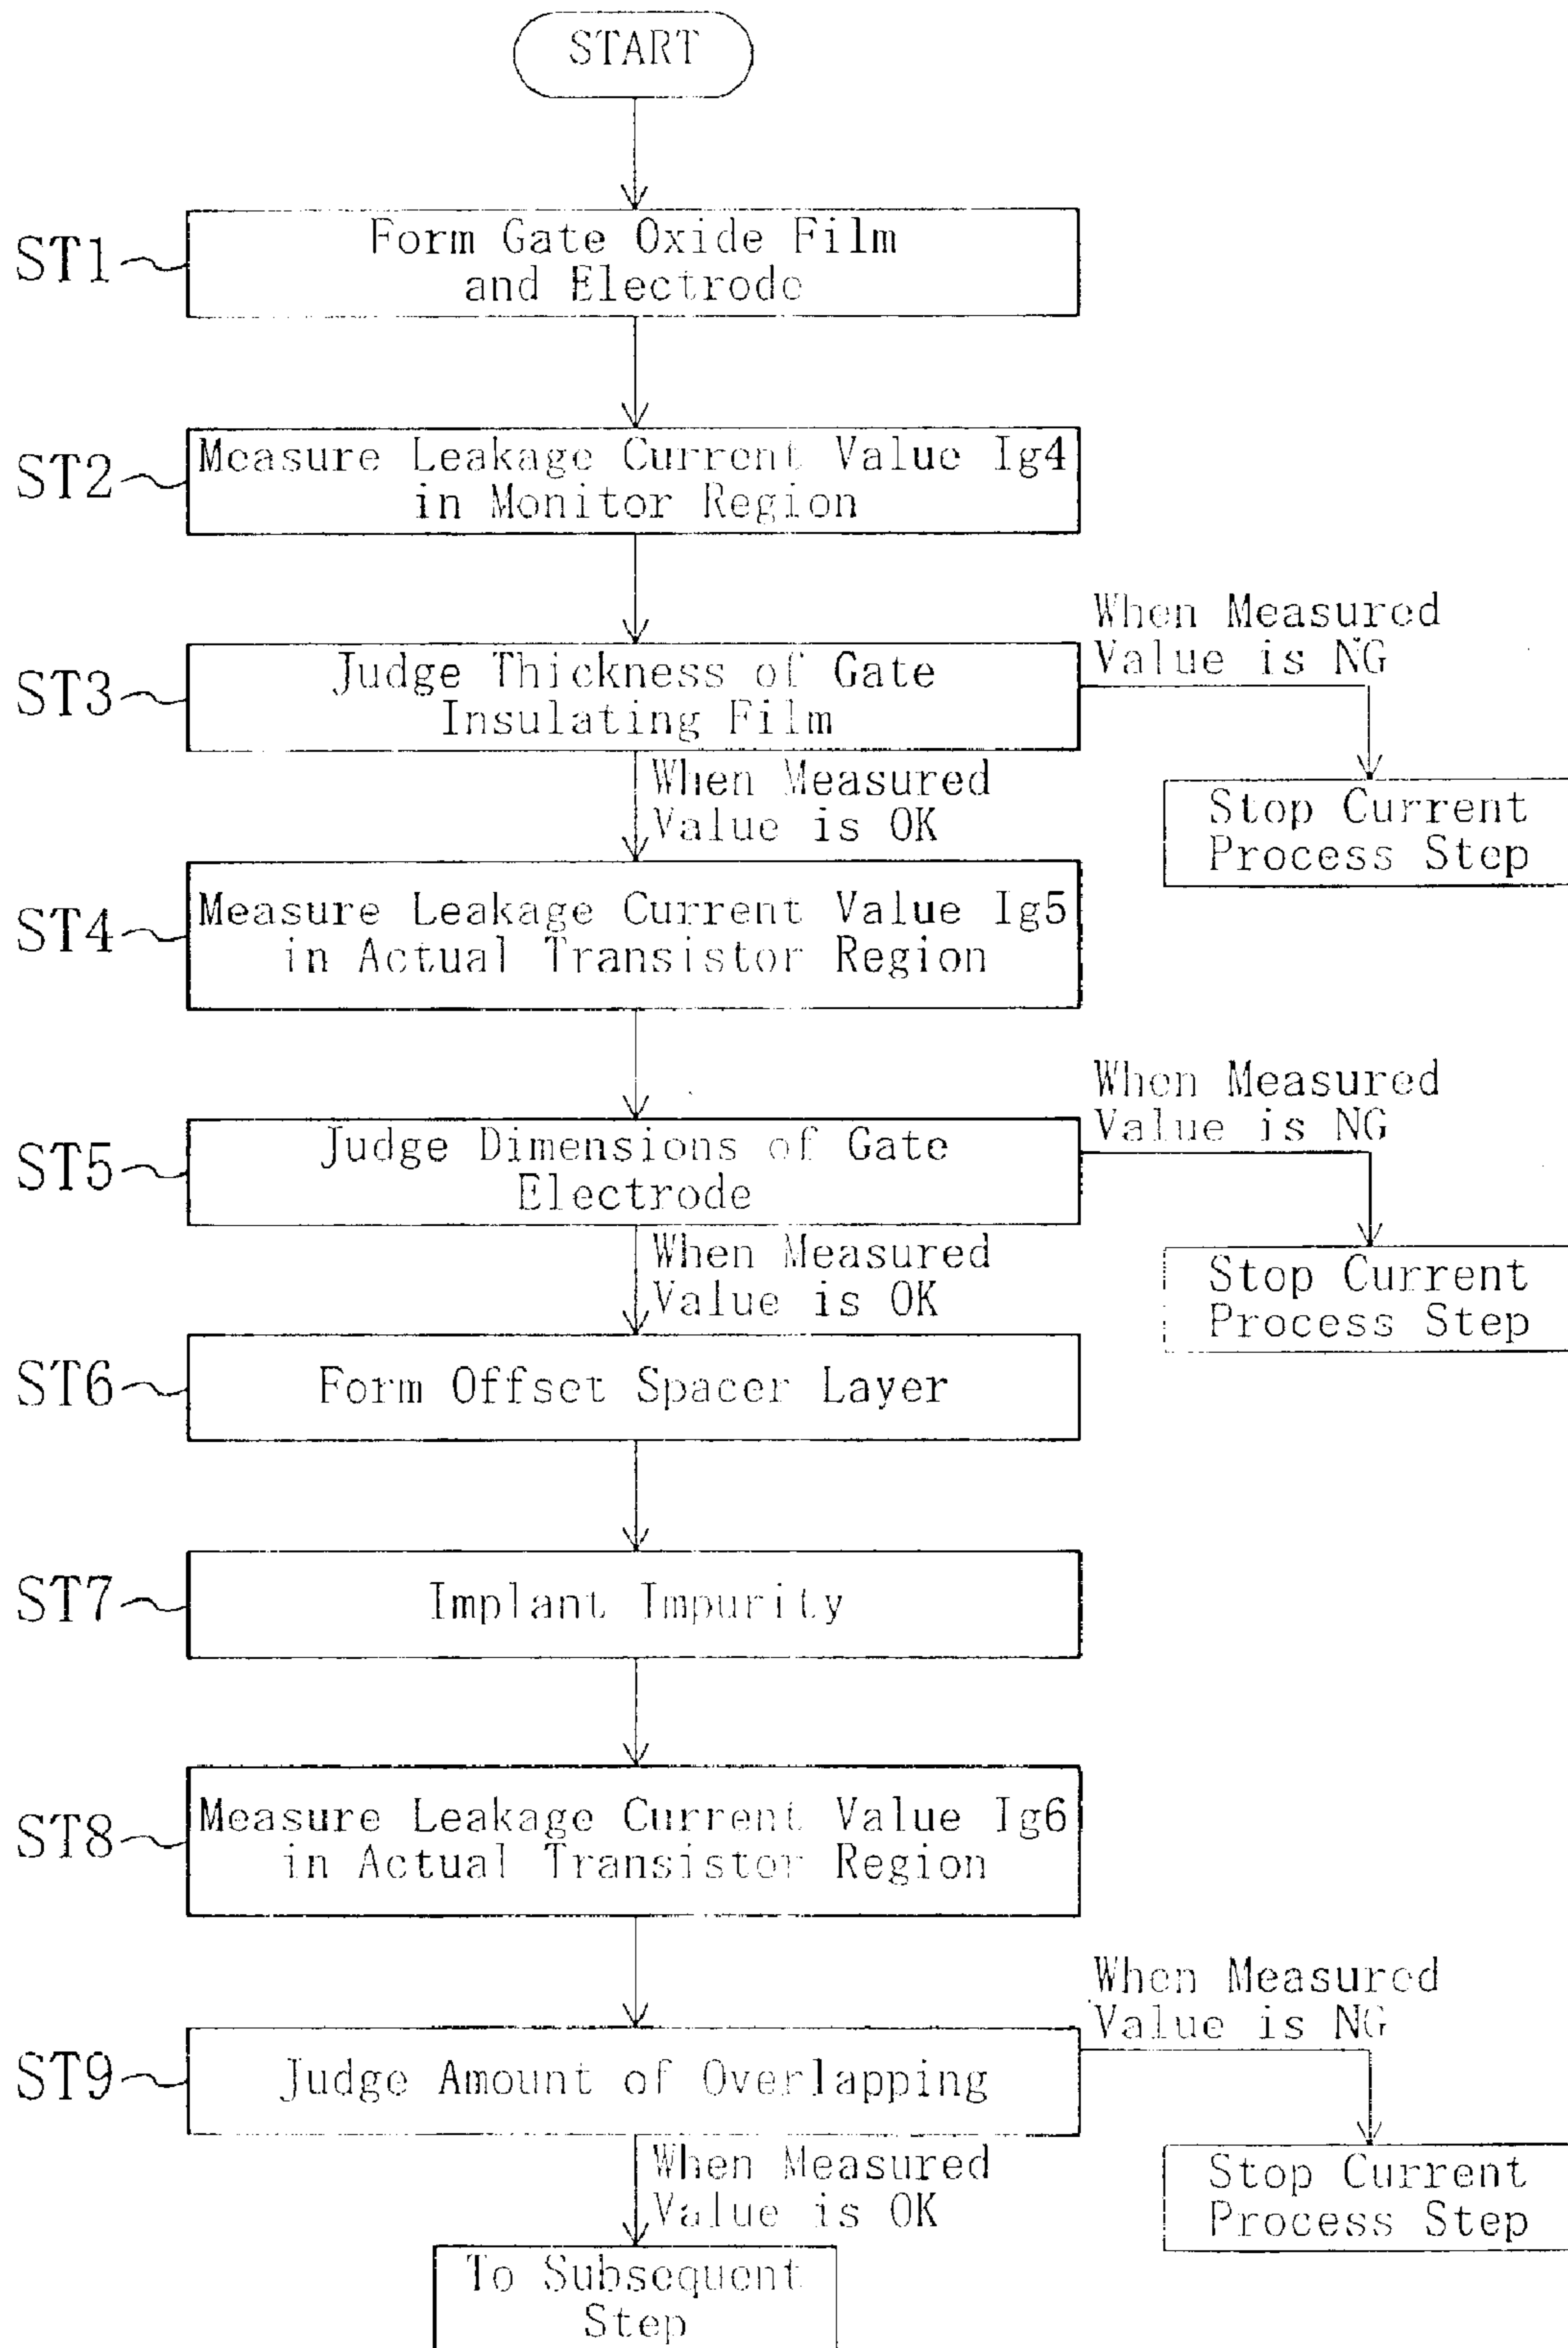 START
ST1
Form Gate Oxide Film
and Electrode
ST2
Measure Leakage Current Value Ig4
in Monitor Region
ST3
Judge Thickness of Gate
Insulating Film
When Measured
Value is NG
Stop Current
Process Step
When Measured
Value is OK
ST4
Measure Leakage Current Value Ig5
in Actual Transistor Region
ST5
Judge Dimensions of Gate
Electrode
When Measured
Value is NG
Stop Current
Process Step
When Measured
Value is OK
ST6
Form Offset Spacer Layer
ST7
Implant Impurity
ST8
Measure Leakage Current Value Ig6
in Actual Transistor Region
ST9
Judge Amount of Overlapping
When Measured
Value is NG
Stop Current
Process Step
When Measured
Value is OK
To Subsequent
Step